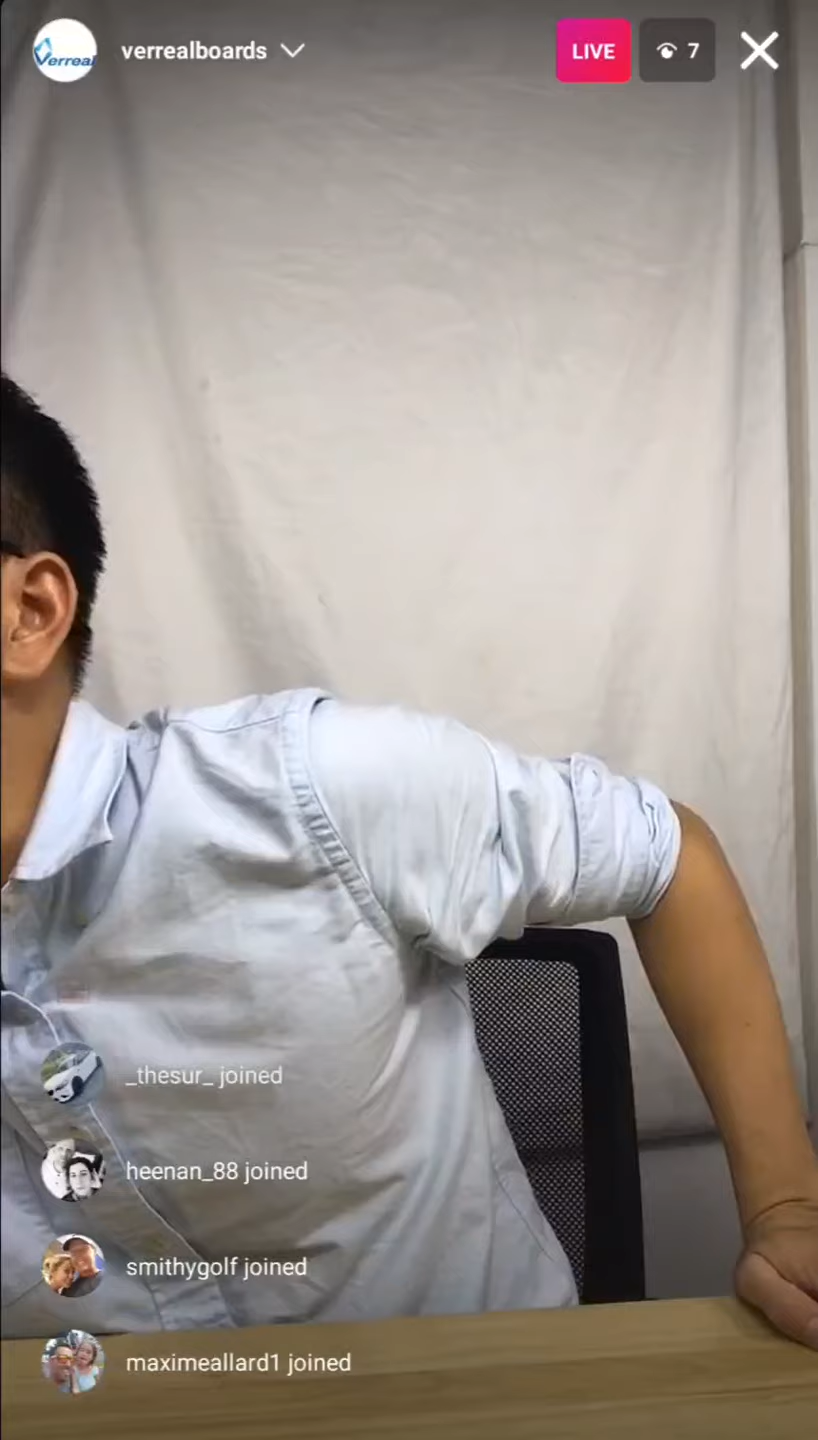 Verreal
verrealboards
LIVE
7
_thesur_ joined
heenan_88 joined
smithygolf joined
maximeallard1 joined